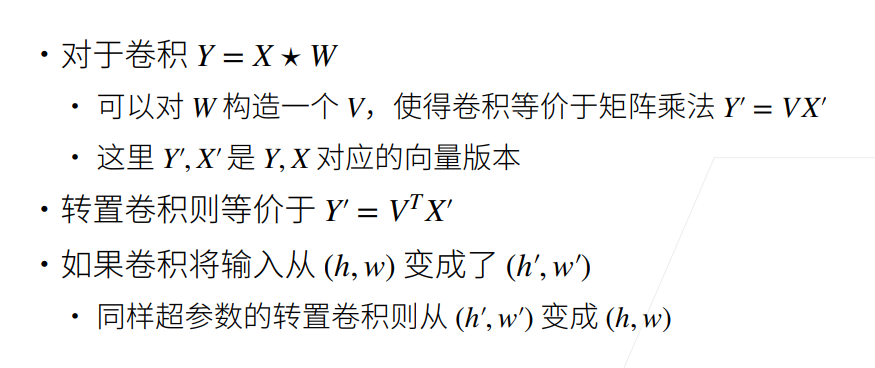 • 对于卷积 Y = X ⋆ W
• 可以对 W 构造一个 V，使得卷积等价于矩阵乘法 Y′ = VX′
• 这里 Y′, X′ 是 Y, X 对应的向量版本
• 转置卷积则等价于 Y′ = VᵀX′
• 如果卷积将输入从 (h, w) 变成了 (h′, w′)
• 同样超参数的转置卷积则从 (h′, w′) 变成 (h, w)